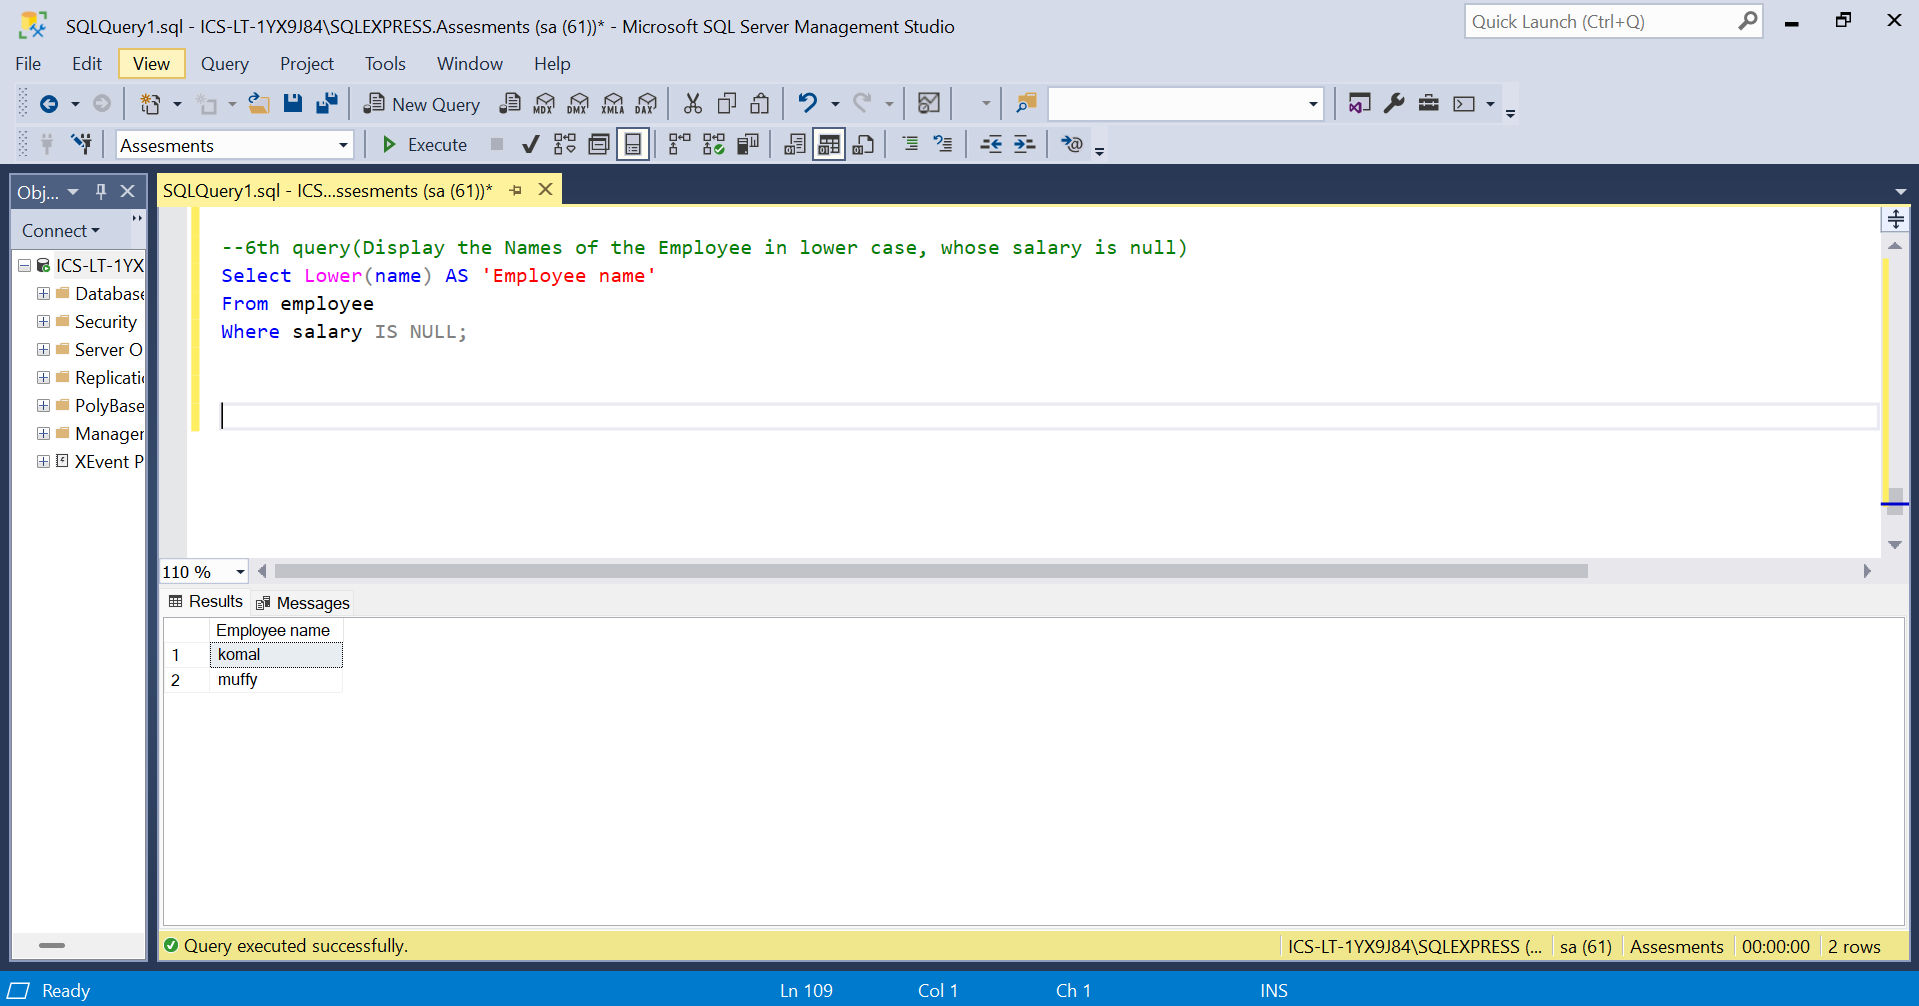 SQLQuery1.sql - ICS-LT-1YX9J84\SQLEXPRESS.Assesments (sa (61))* - Microsoft SQL Server Management Studio
Quick Launch (Ctrl+Q)
File Edit View Query Project Tools Window Help
New Query MDX DMX XMLA DAX
Assesments Execute
Obj...
SQLQuery1.sql - ICS...ssesments (sa (61))*
Connect
ICS-LT-1YX
Database
Security
Server O
Replicati
PolyBase
Manager
XEvent P
--6th query(Display the Names of the Employee in lower case, whose salary is null)
Select Lower(name) AS 'Employee name'
From employee
Where salary IS NULL;
110 %
Results Messages
Employee name
1 komal
2 muffy
Query executed successfully.
ICS-LT-1YX9J84\SQLEXPRESS (... sa (61) Assesments 00:00:00 2 rows
Ready Ln 109 Col 1 Ch 1 INS